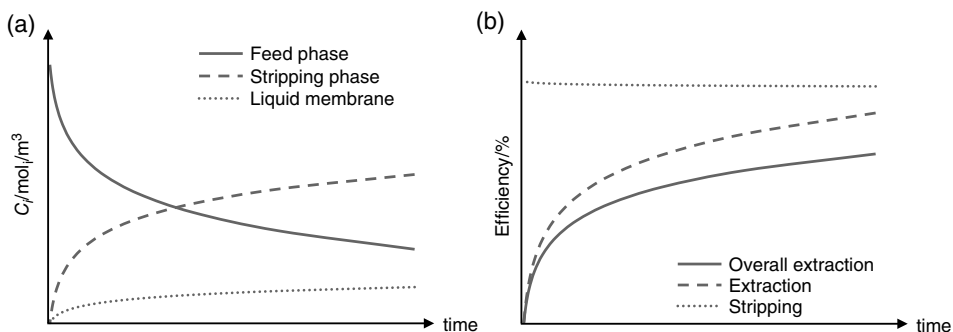 (a)
Feed phase
Stripping phase
Liquid membrane
Cᵢ/molᵢ/m³
time
(b)
Efficiency/%
Overall extraction
Extraction
Stripping
time